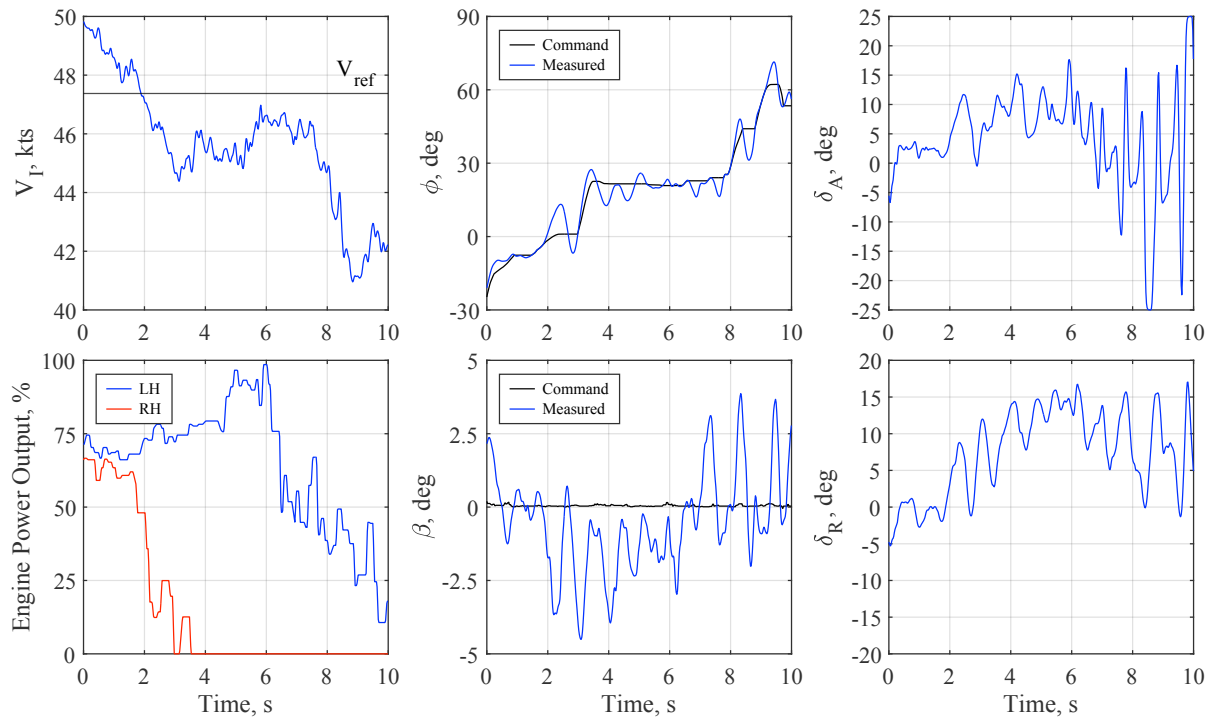 50
48
46
44
42
40
V_I, kts
V_ref
0 2 4 6 8 10
90
60
30
0
-30
ϕ, deg
Command
Measured
0 2 4 6 8 10
25
20
15
10
5
0
-5
-10
-15
-20
-25
δ_A, deg
0 2 4 6 8 10
100
75
50
25
0
Engine Power Output, %
LH
RH
0 2 4 6 8 10
Time, s
5
2.5
0
-2.5
-5
β, deg
Command
Measured
0 2 4 6 8 10
Time, s
20
15
10
5
0
-5
-10
-15
-20
δ_R, deg
0 2 4 6 8 10
Time, s